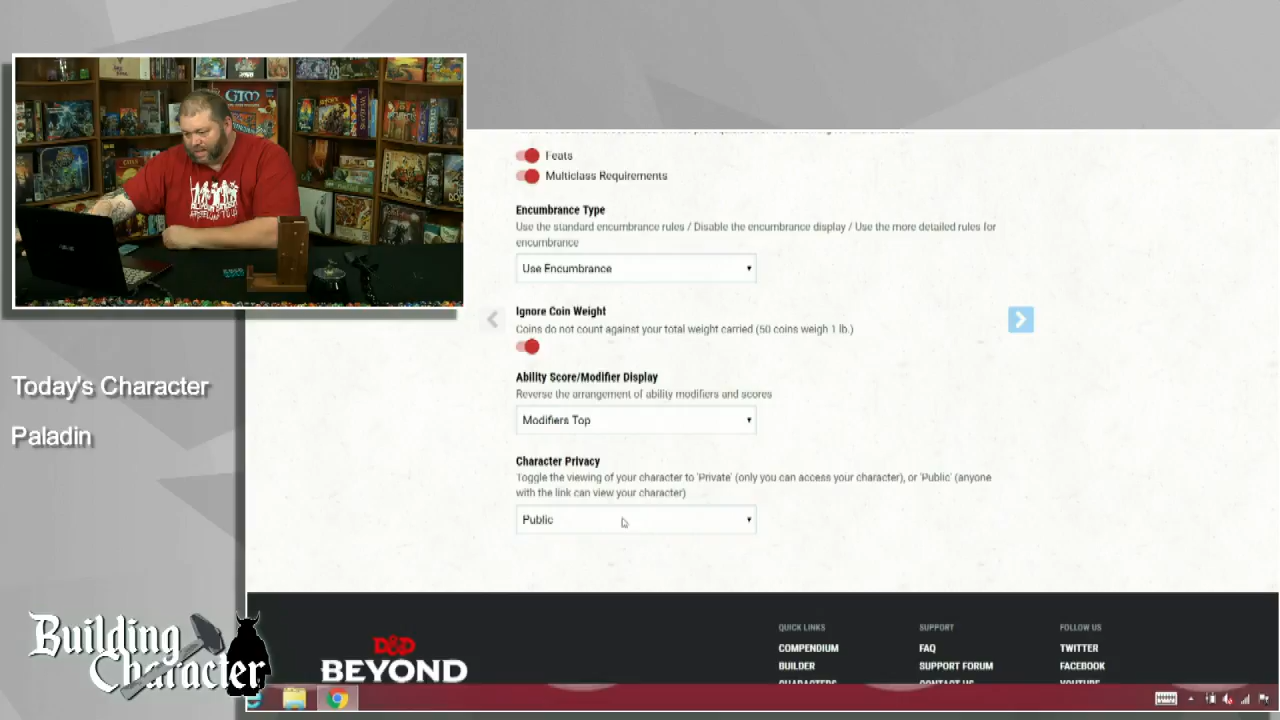 GTM
Feats
Multiclass Requirements
Encumbrance Type
Use the standard encumbrance rules / Disable the encumbrance display / Use the more detailed rules for
encumbrance
Use Encumbrance
Ignore Coin Weight
Coins do not count against your total weight carried (50 coins weigh 1 lb.)
Ability Score/Modifier Display
Reverse the arrangement of ability modifiers and scores
Modifiers Top
Character Privacy
Toggle the viewing of your character to 'Private' (only you can access your character), or 'Public' (anyone
with the link can view your character)
Public
Today's Character
Paladin
Building
Character
D&D
BEYOND
QUICK LINKS
COMPENDIUM
BUILDER
CHARACTERS
SUPPORT
FAQ
SUPPORT FORUM
CONTACT US
FOLLOW US
TWITTER
FACEBOOK
YOUTUBE